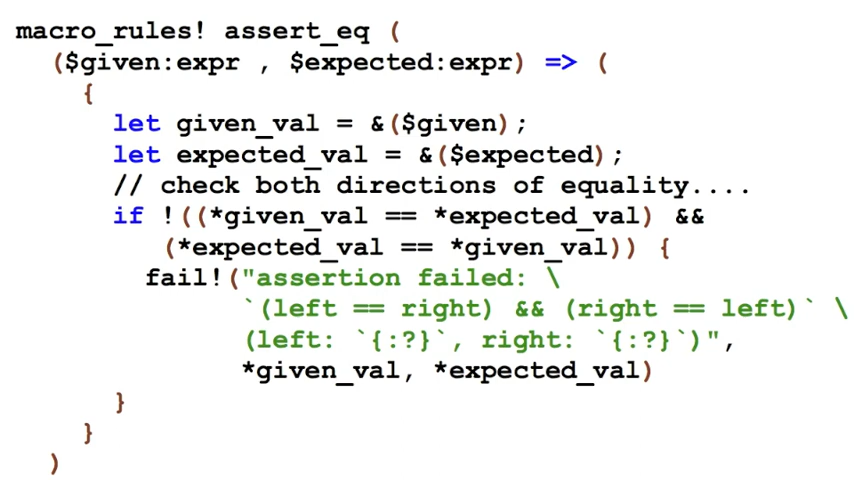 macro_rules! assert_eq (
  ($given:expr , $expected:expr) => (
    {
      let given_val = &($given);
      let expected_val = &($expected);
      // check both directions of equality....
      if !((*given_val == *expected_val) &&
         (*expected_val == *given_val)) {
        fail!("assertion failed: \
              `(left == right) && (right == left)` \
              (left: `{:?}`, right: `{:?}`)",
              *given_val, *expected_val)
      }
    }
  )